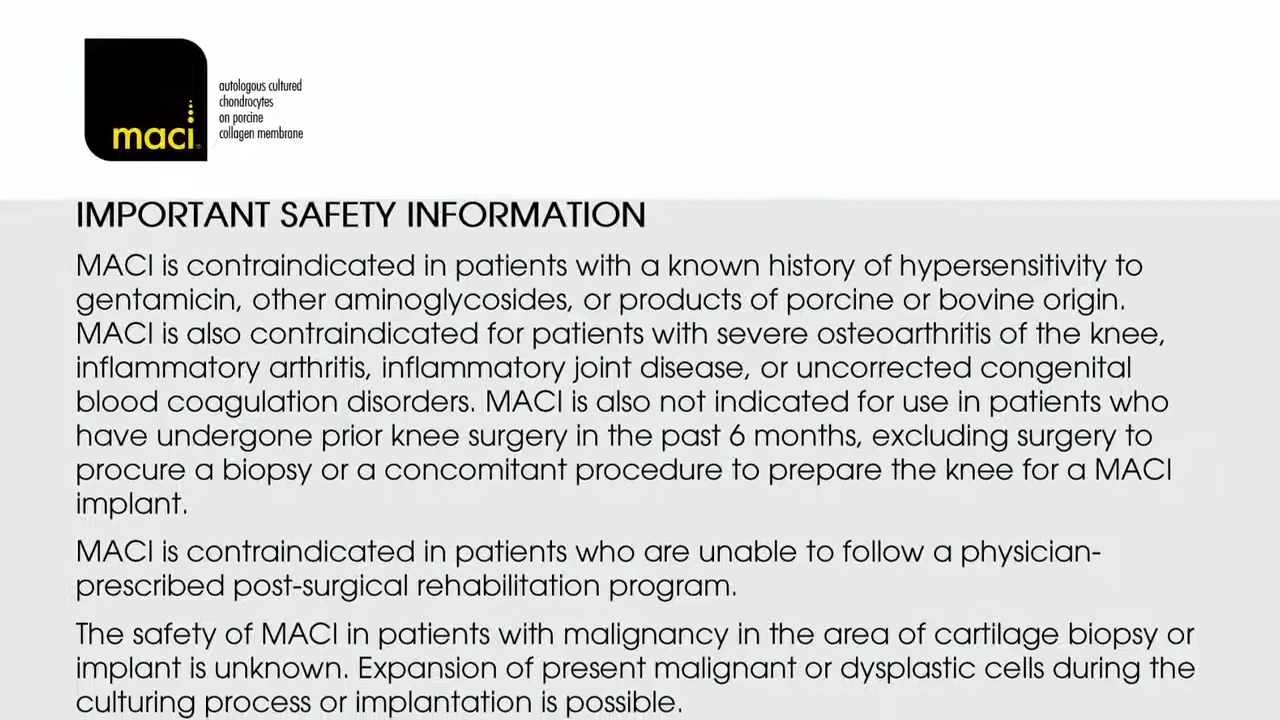 maci®
autologous cultured
chondrocytes
on porcine
collagen membrane
IMPORTANT SAFETY INFORMATION
MACI is contraindicated in patients with a known history of hypersensitivity to
gentamicin, other aminoglycosides, or products of porcine or bovine origin.
MACI is also contraindicated for patients with severe osteoarthritis of the knee,
inflammatory arthritis, inflammatory joint disease, or uncorrected congenital
blood coagulation disorders. MACI is also not indicated for use in patients who
have undergone prior knee surgery in the past 6 months, excluding surgery to
procure a biopsy or a concomitant procedure to prepare the knee for a MACI
implant.
MACI is contraindicated in patients who are unable to follow a physician-
prescribed post-surgical rehabilitation program.
The safety of MACI in patients with malignancy in the area of cartilage biopsy or
implant is unknown. Expansion of present malignant or dysplastic cells during the
culturing process or implantation is possible.